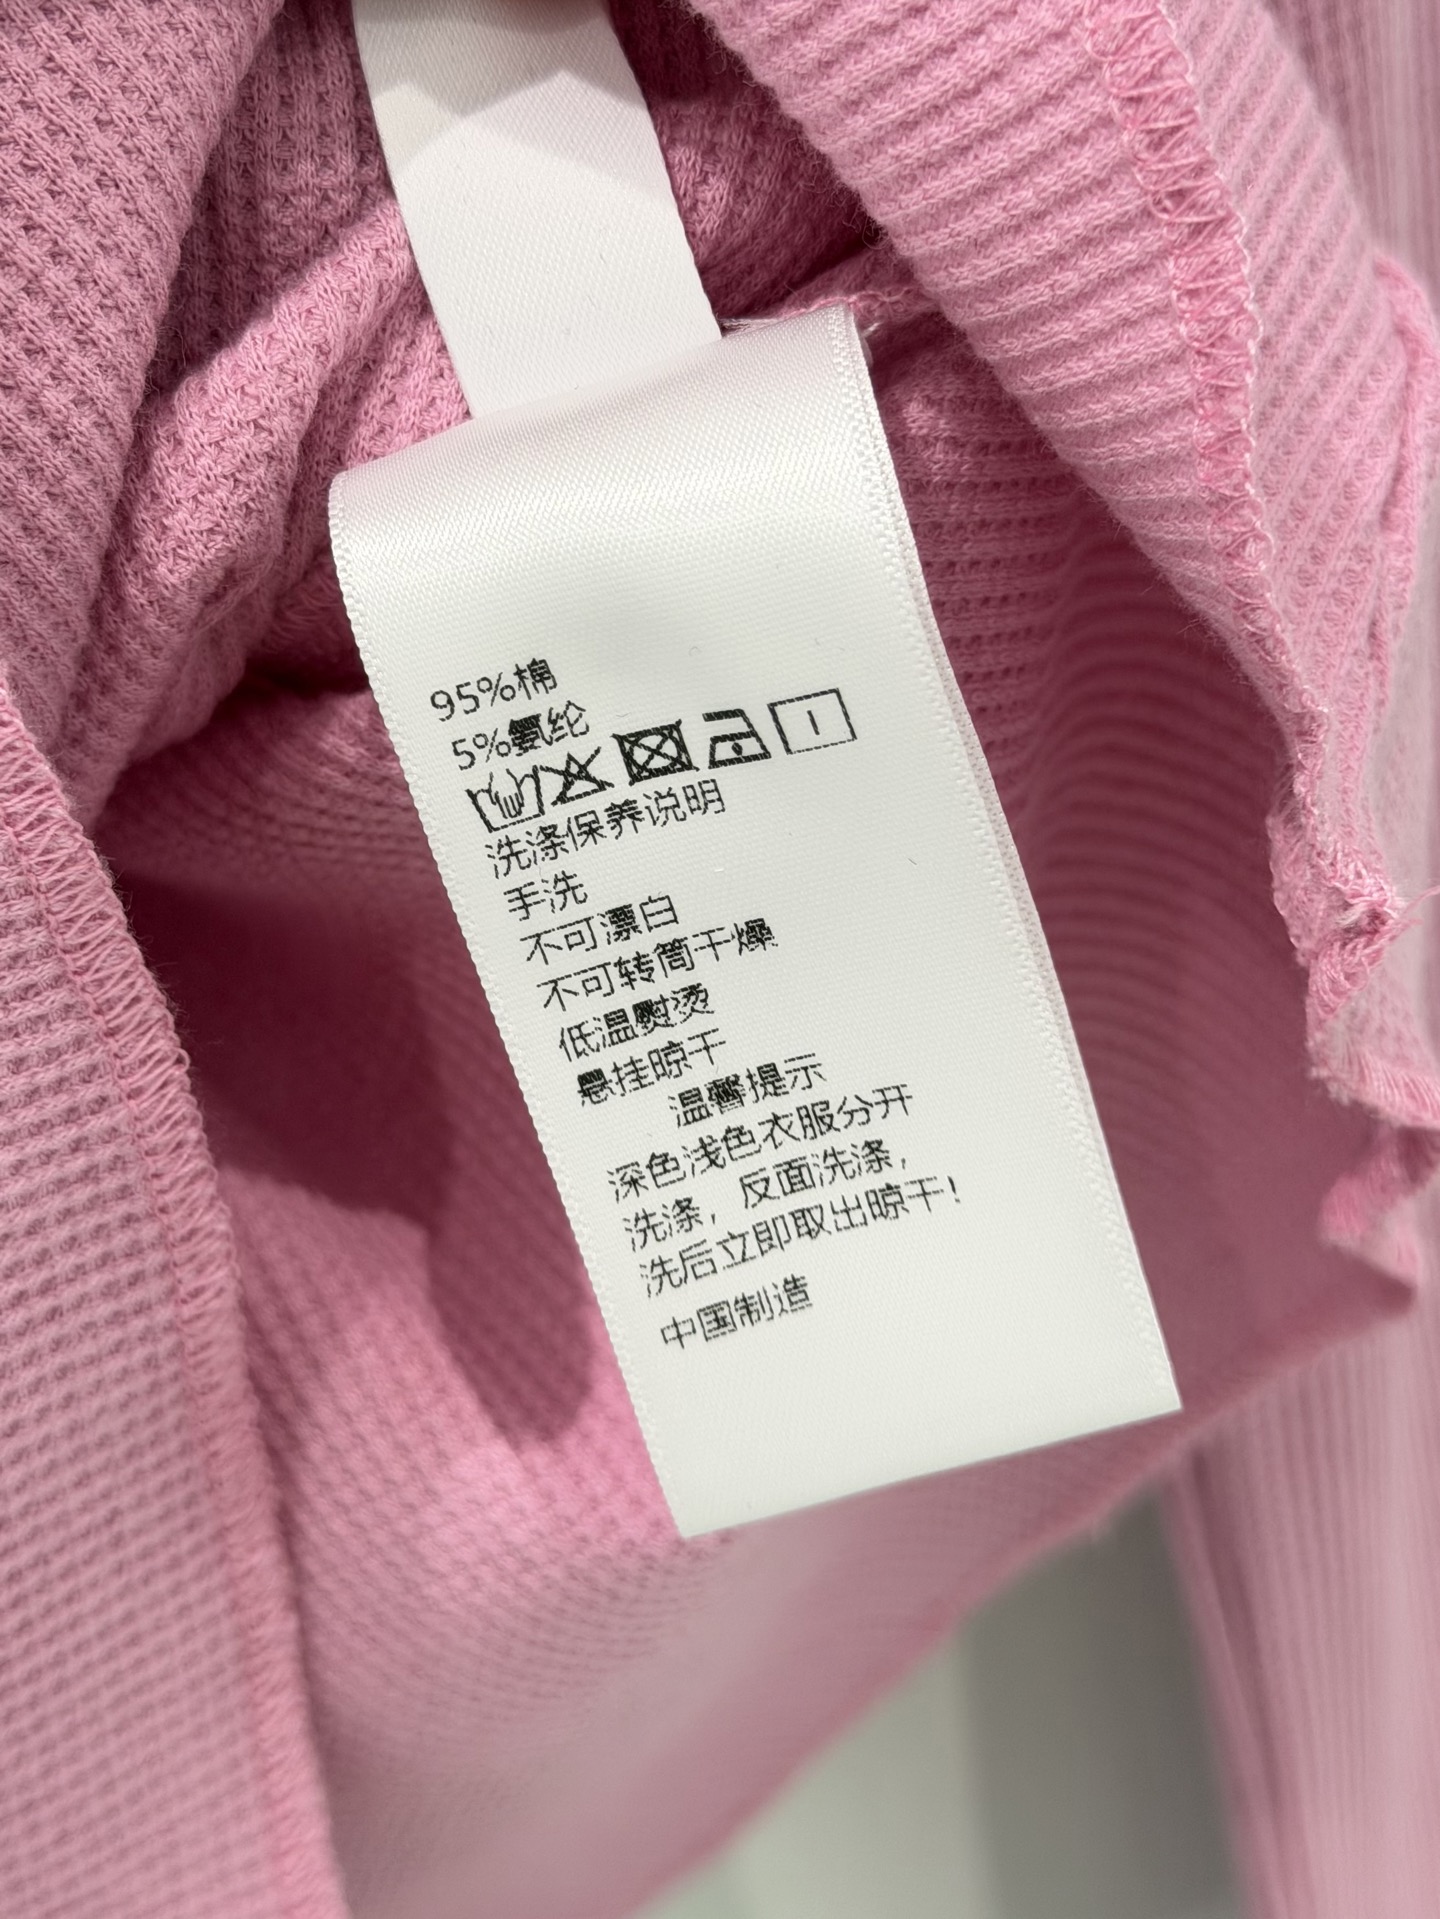 95%棉
5%氨纶
洗涤保养说明
手洗
不可漂白
不可转筒干燥
低温熨烫
悬挂晾干
温馨提示
深色浅色衣服分开
洗涤，反面洗涤，
洗后立即取出晾干！
中国制造